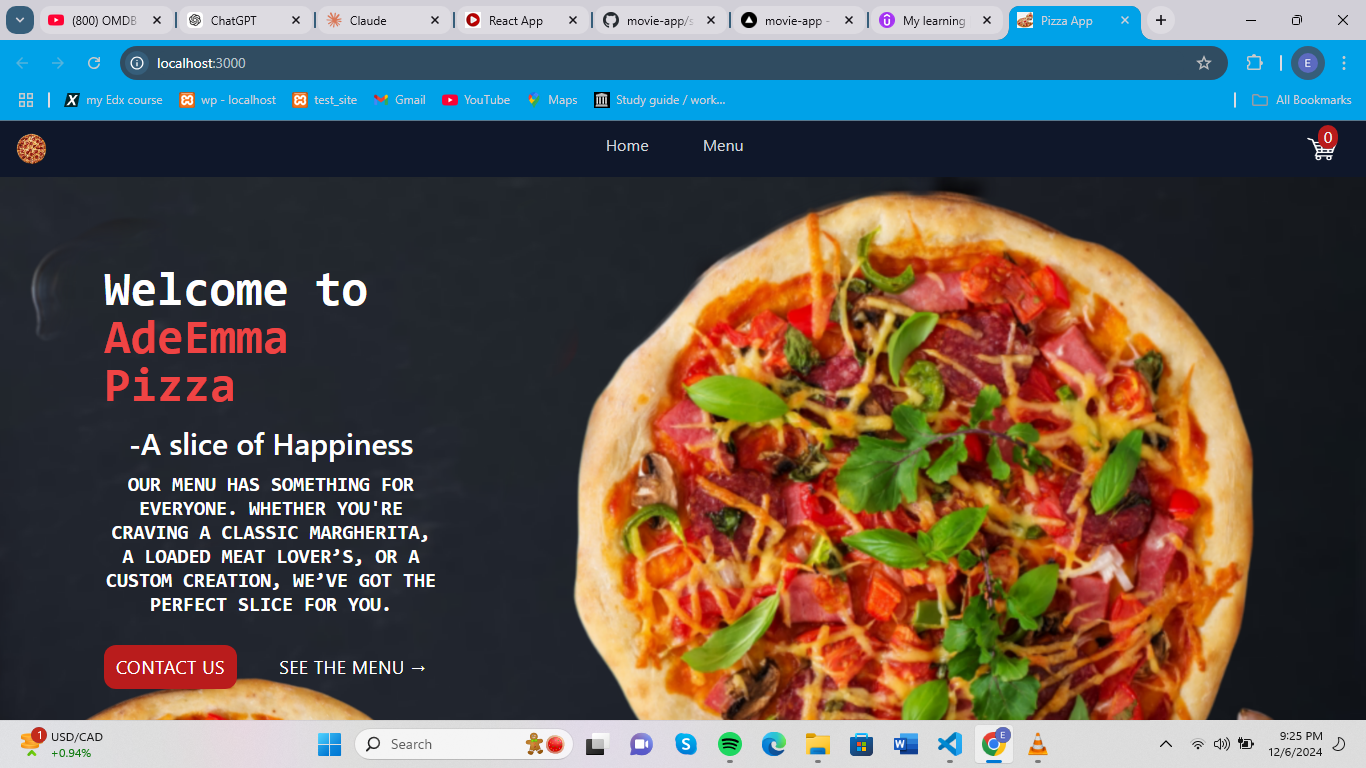 (800) OMDB
ChatGPT
Claude
React App
movie-app/s
movie-app -
My learning
Pizza App
localhost:3000
E
my Edx course
wp - localhost
test_site
Gmail
YouTube
Maps
Study guide / work...
All Bookmarks
Home
Menu
0
Welcome to
AdeEmma
Pizza
-A slice of Happiness
OUR MENU HAS SOMETHING FOR
EVERYONE. WHETHER YOU'RE
CRAVING A CLASSIC MARGHERITA,
A LOADED MEAT LOVER’S, OR A
CUSTOM CREATION, WE’VE GOT THE
PERFECT SLICE FOR YOU.
CONTACT US
SEE THE MENU →
1
USD/CAD
+0.94%
Search
E
9:25 PM
12/6/2024